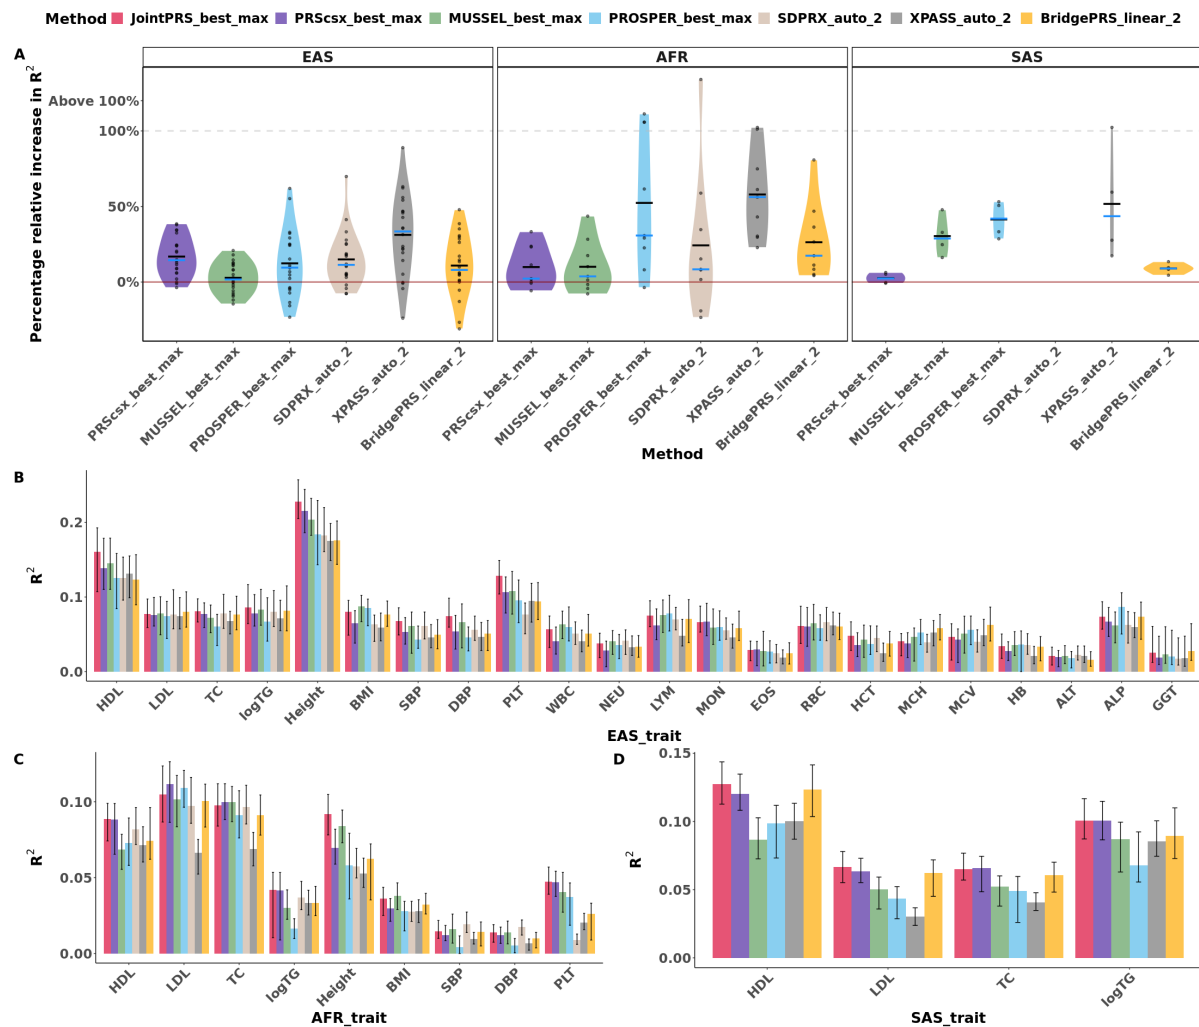 Method JointPRS_best_max PRScsx_best_max MUSSEL_best_max PROSPER_best_max SDPRX_auto_2 XPASS_auto_2 BridgePRS_linear_2
A
EAS AFR SAS
Percentage relative increase in R²
Above 100%
100%
50%
0%
PRScsx_best_max MUSSEL_best_max PROSPER_best_max SDPRX_auto_2 XPASS_auto_2 BridgePRS_linear_2 PRScsx_best_max MUSSEL_best_max PROSPER_best_max SDPRX_auto_2 XPASS_auto_2 BridgePRS_linear_2 PRScsx_best_max MUSSEL_best_max PROSPER_best_max SDPRX_auto_2 XPASS_auto_2 BridgePRS_linear_2
Method
B
R²
0.2
0.1
0.0
HDL LDL TC logTG Height BMI SBP DBP PLT WBC NEU LYM MON EOS RBC HCT MCH MCV HB ALT ALP GGT
EAS_trait
C
R²
0.10
0.05
0.00
HDL LDL TC logTG Height BMI SBP DBP PLT
AFR_trait
D
R²
0.15
0.10
0.05
0.00
HDL LDL TC logTG
SAS_trait